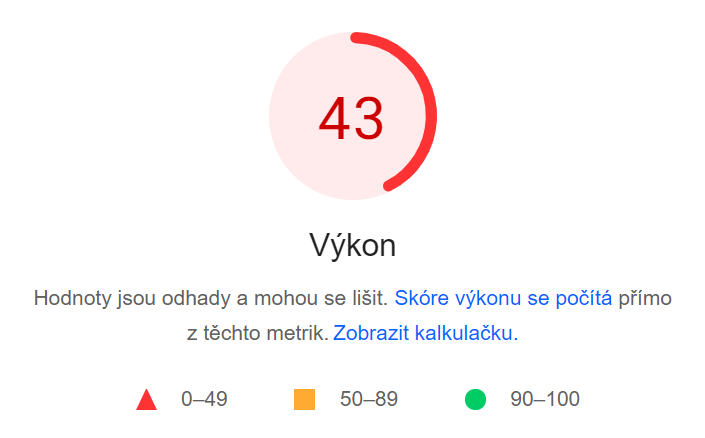 43
Výkon
Hodnoty jsou odhady a mohou se lišit. Skóre výkonu se počítá přímo
z těchto metrik. Zobrazit kalkulačku.
0–49 50–89 90–100